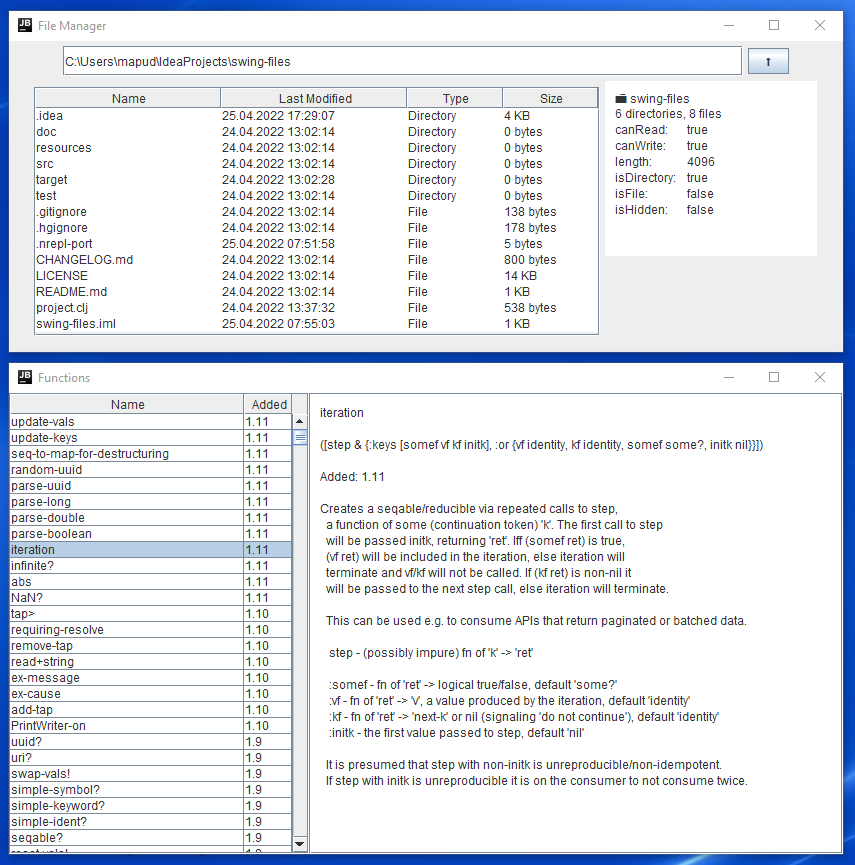 JB File Manager
C:\Users\mapud\IdeaProjects\swing-files ↑
Name Last Modified Type Size
.idea 25.04.2022 17:29:07 Directory 4 KB
doc 24.04.2022 13:02:14 Directory 0 bytes
resources 24.04.2022 13:02:14 Directory 0 bytes
src 24.04.2022 13:02:14 Directory 0 bytes
target 24.04.2022 13:02:28 Directory 0 bytes
test 24.04.2022 13:02:14 Directory 0 bytes
.gitignore 24.04.2022 13:02:14 File 138 bytes
.hgignore 24.04.2022 13:02:14 File 178 bytes
.nrepl-port 25.04.2022 07:51:58 File 5 bytes
CHANGELOG.md 24.04.2022 13:02:14 File 800 bytes
LICENSE 24.04.2022 13:02:14 File 14 KB
README.md 24.04.2022 13:02:14 File 1 KB
project.clj 24.04.2022 13:37:32 File 538 bytes
swing-files.iml 25.04.2022 07:55:03 File 1 KB
swing-files
6 directories, 8 files
canRead: true
canWrite: true
length: 4096
isDirectory: true
isFile: false
isHidden: false
JB Functions
Name Added
update-vals 1.11
update-keys 1.11
seq-to-map-for-destructuring 1.11
random-uuid 1.11
parse-uuid 1.11
parse-long 1.11
parse-double 1.11
parse-boolean 1.11
iteration 1.11
infinite? 1.11
abs 1.11
NaN? 1.11
tap> 1.10
requiring-resolve 1.10
remove-tap 1.10
read+string 1.10
ex-message 1.10
ex-cause 1.10
add-tap 1.10
PrintWriter-on 1.10
uuid? 1.9
uri? 1.9
swap-vals! 1.9
simple-symbol? 1.9
simple-keyword? 1.9
simple-ident? 1.9
seqable? 1.9
iteration
([step & {:keys [somef vf kf initk], :or {vf identity, kf identity, somef some?, initk nil}}])
Added: 1.11
Creates a seqable/reducible via repeated calls to step,
a function of some (continuation token) 'k'. The first call to step
will be passed initk, returning 'ret'. Iff (somef ret) is true,
(vf ret) will be included in the iteration, else iteration will
terminate and vf/kf will not be called. If (kf ret) is non-nil it
will be passed to the next step call, else iteration will terminate.
This can be used e.g. to consume APIs that return paginated or batched data.
step - (possibly impure) fn of 'k' -> 'ret'
:somef - fn of 'ret' -> logical true/false, default 'some?'
:vf - fn of 'ret' -> 'v', a value produced by the iteration, default 'identity'
:kf - fn of 'ret' -> 'next-k' or nil (signaling 'do not continue'), default 'identity'
:initk - the first value passed to step, default 'nil'
It is presumed that step with non-initk is unreproducible/non-idempotent.
If step with initk is unreproducible it is on the consumer to not consume twice.